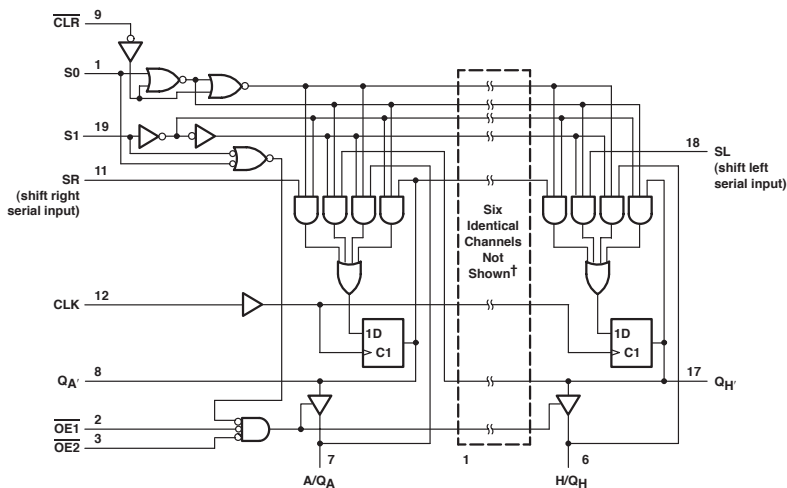 CLR 9
S0 1
S1 19
18 SL
(shift left
serial input)
SR 11
(shift right
serial input)
Six
Identical
Channels
Not
Shown†
CLK 12
1D
C1
1D
C1
QA′ 8
17 QH′
OE1 2
OE2 3
7
1
6
A/QA
H/QH